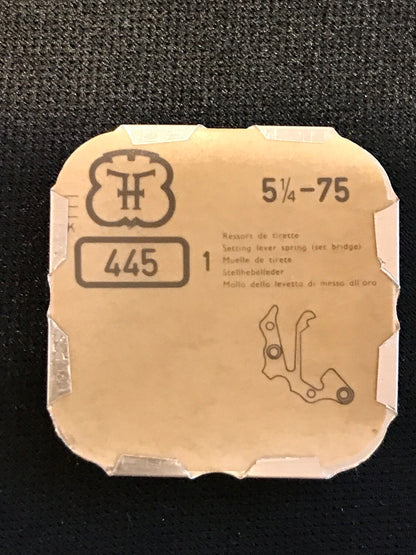 HF
5¼-75
445 1
Ressort de tirette
Setting lever spring (set bridge)
Muelle de tirete
Stellhebelfeder
Molla della levetta di messa all'ora